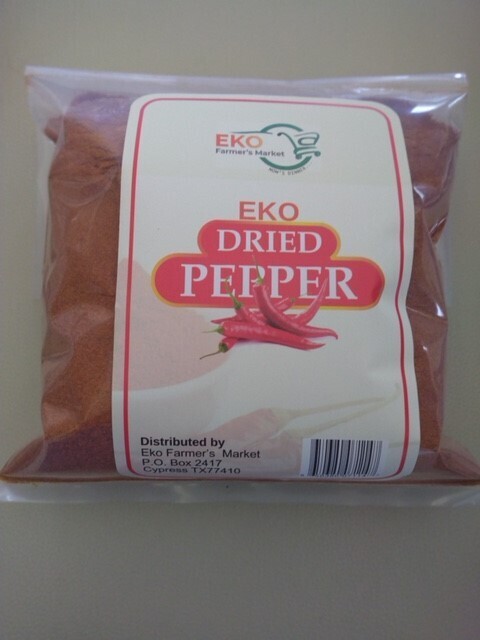 EKO
Farmer's Market
EKO
DRIED
PEPPER
Distributed by
Eko Farmer's Market
P.O. Box 2417
Cypress TX77410